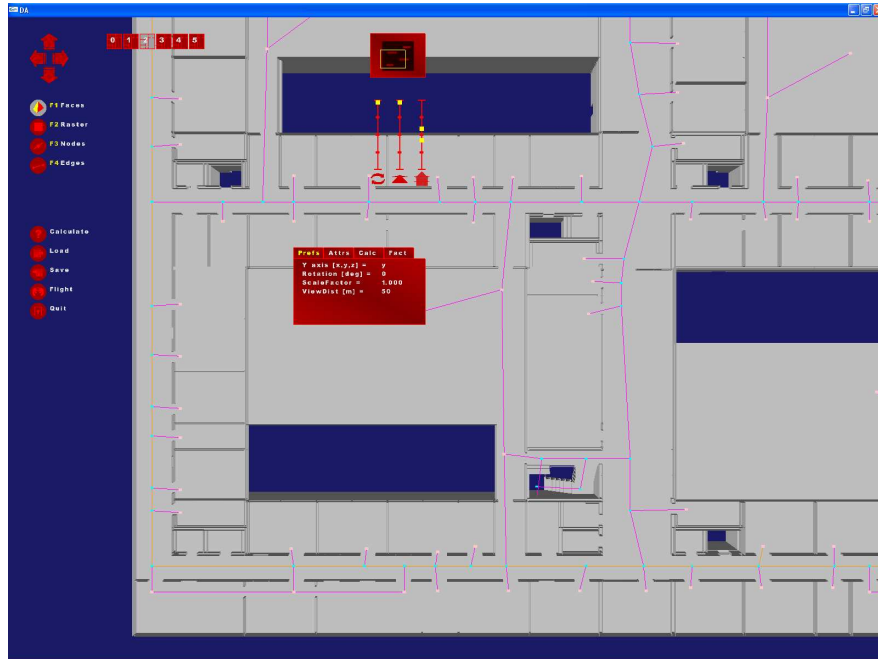 DA
0 1 2 3 4 5
F1 Faces
F2 Raster
F3 Nodes
F4 Edges
Calculate
Load
Save
Flight
Quit
Prefs Attrs Calc Fact
Y axis [x,y,z] = y
Rotation [deg] = 0
ScaleFactor = 1.000
ViewDist [m] = 50